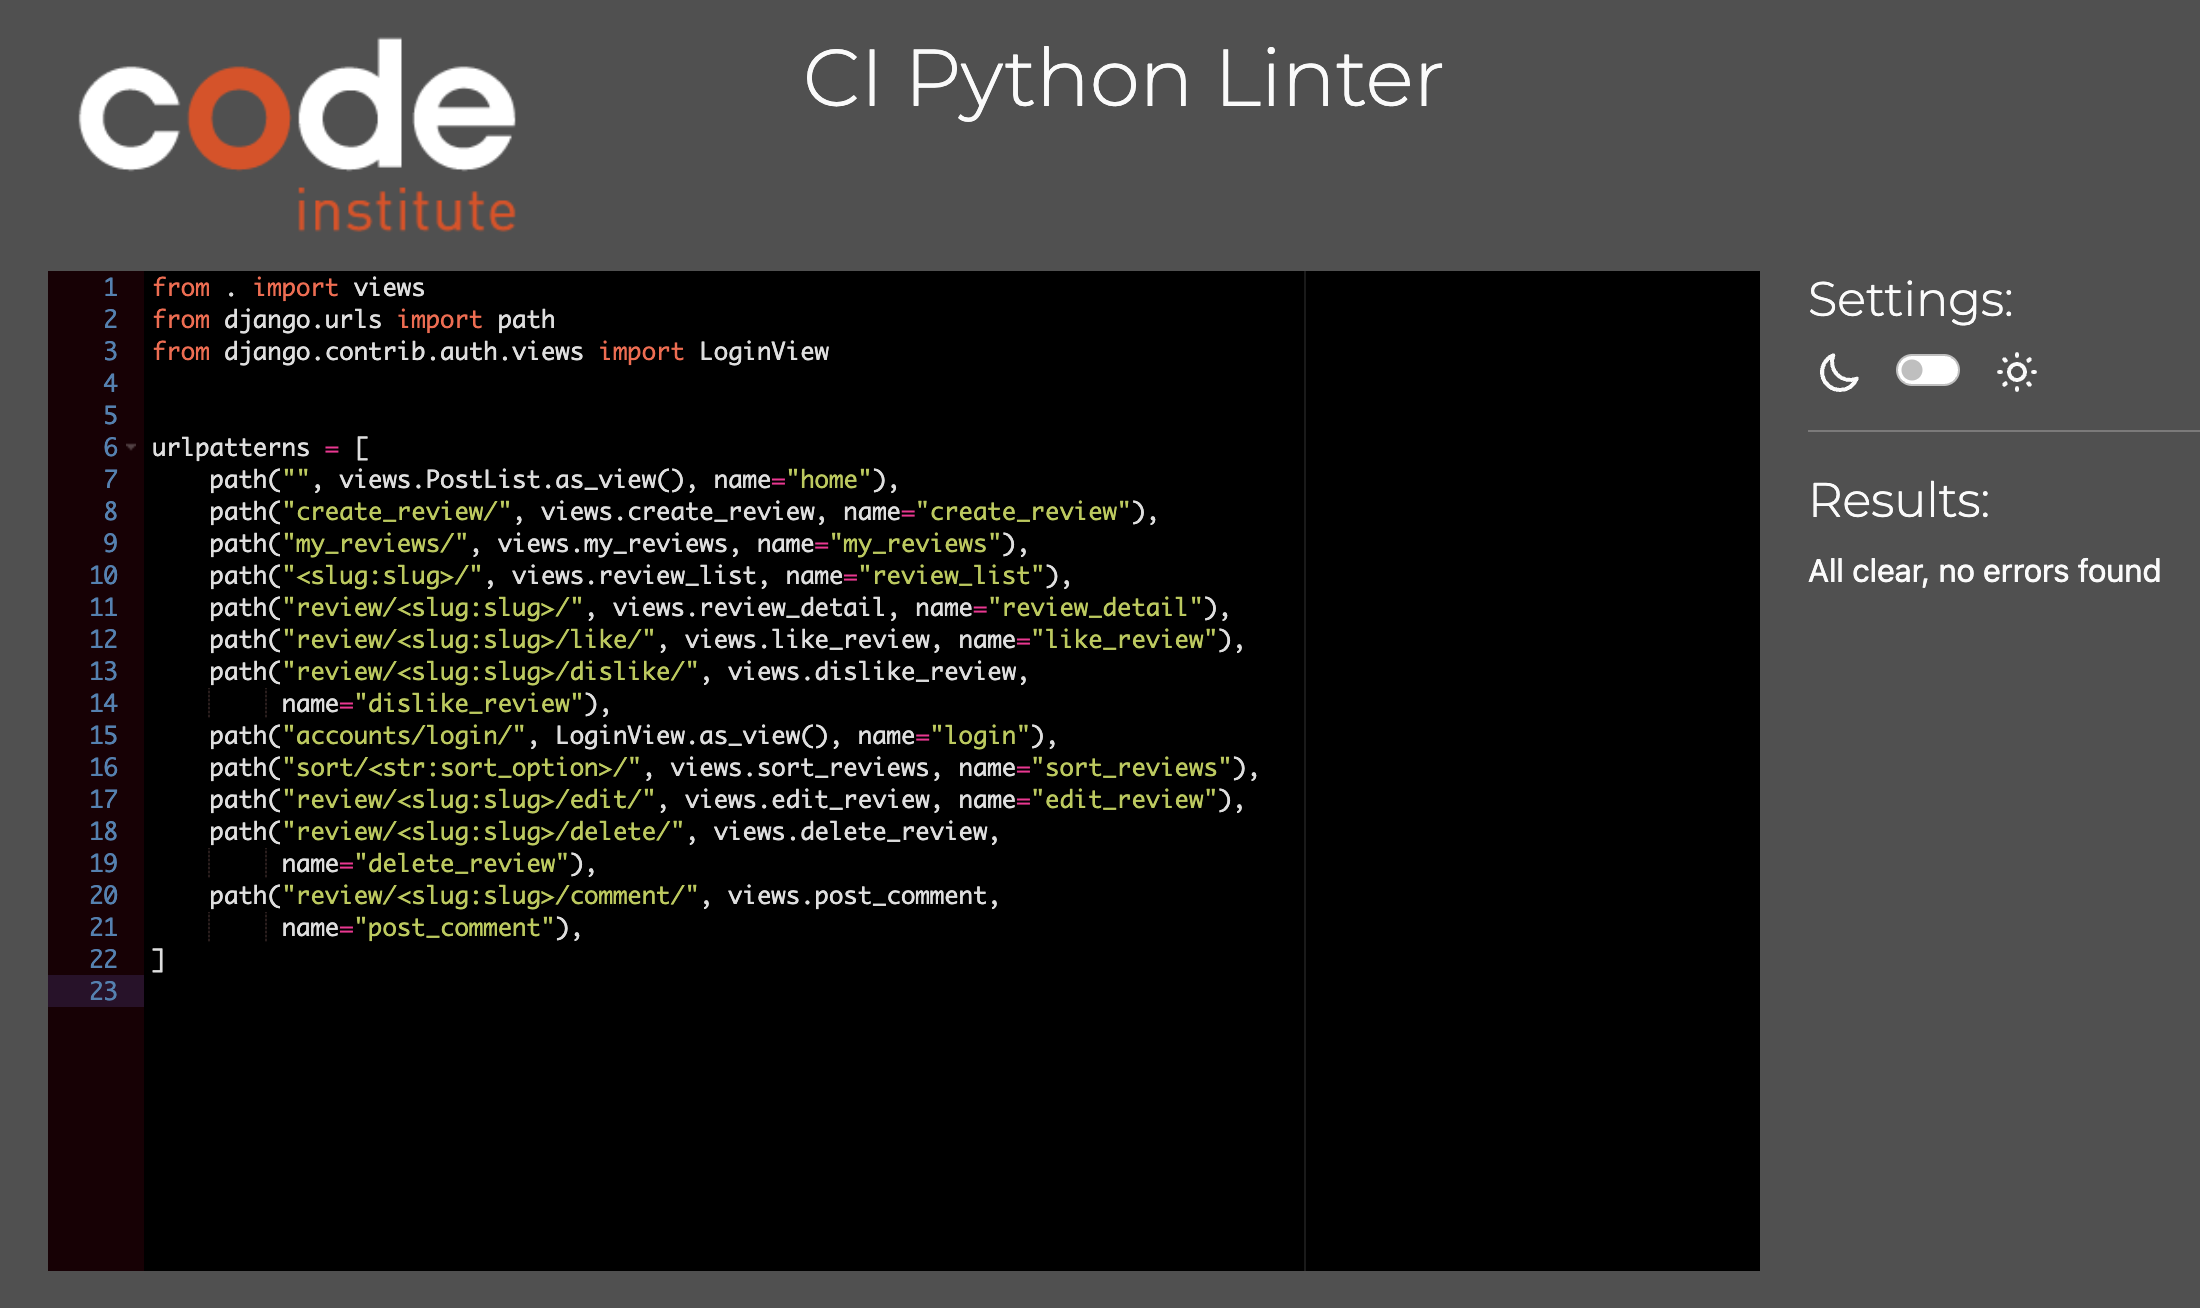 code
institute
CI Python Linter
1 from . import views
2 from django.urls import path
3 from django.contrib.auth.views import LoginView
4
5
6 urlpatterns = [
7     path("", views.PostList.as_view(), name="home"),
8     path("create_review/", views.create_review, name="create_review"),
9     path("my_reviews/", views.my_reviews, name="my_reviews"),
10     path("<slug:slug>/", views.review_list, name="review_list"),
11     path("review/<slug:slug>/", views.review_detail, name="review_detail"),
12     path("review/<slug:slug>/like/", views.like_review, name="like_review"),
13     path("review/<slug:slug>/dislike/", views.dislike_review,
14          name="dislike_review"),
15     path("accounts/login/", LoginView.as_view(), name="login"),
16     path("sort/<str:sort_option>/", views.sort_reviews, name="sort_reviews"),
17     path("review/<slug:slug>/edit/", views.edit_review, name="edit_review"),
18     path("review/<slug:slug>/delete/", views.delete_review,
19          name="delete_review"),
20     path("review/<slug:slug>/comment/", views.post_comment,
21          name="post_comment"),
22 ]
23
Settings:
Results:
All clear, no errors found